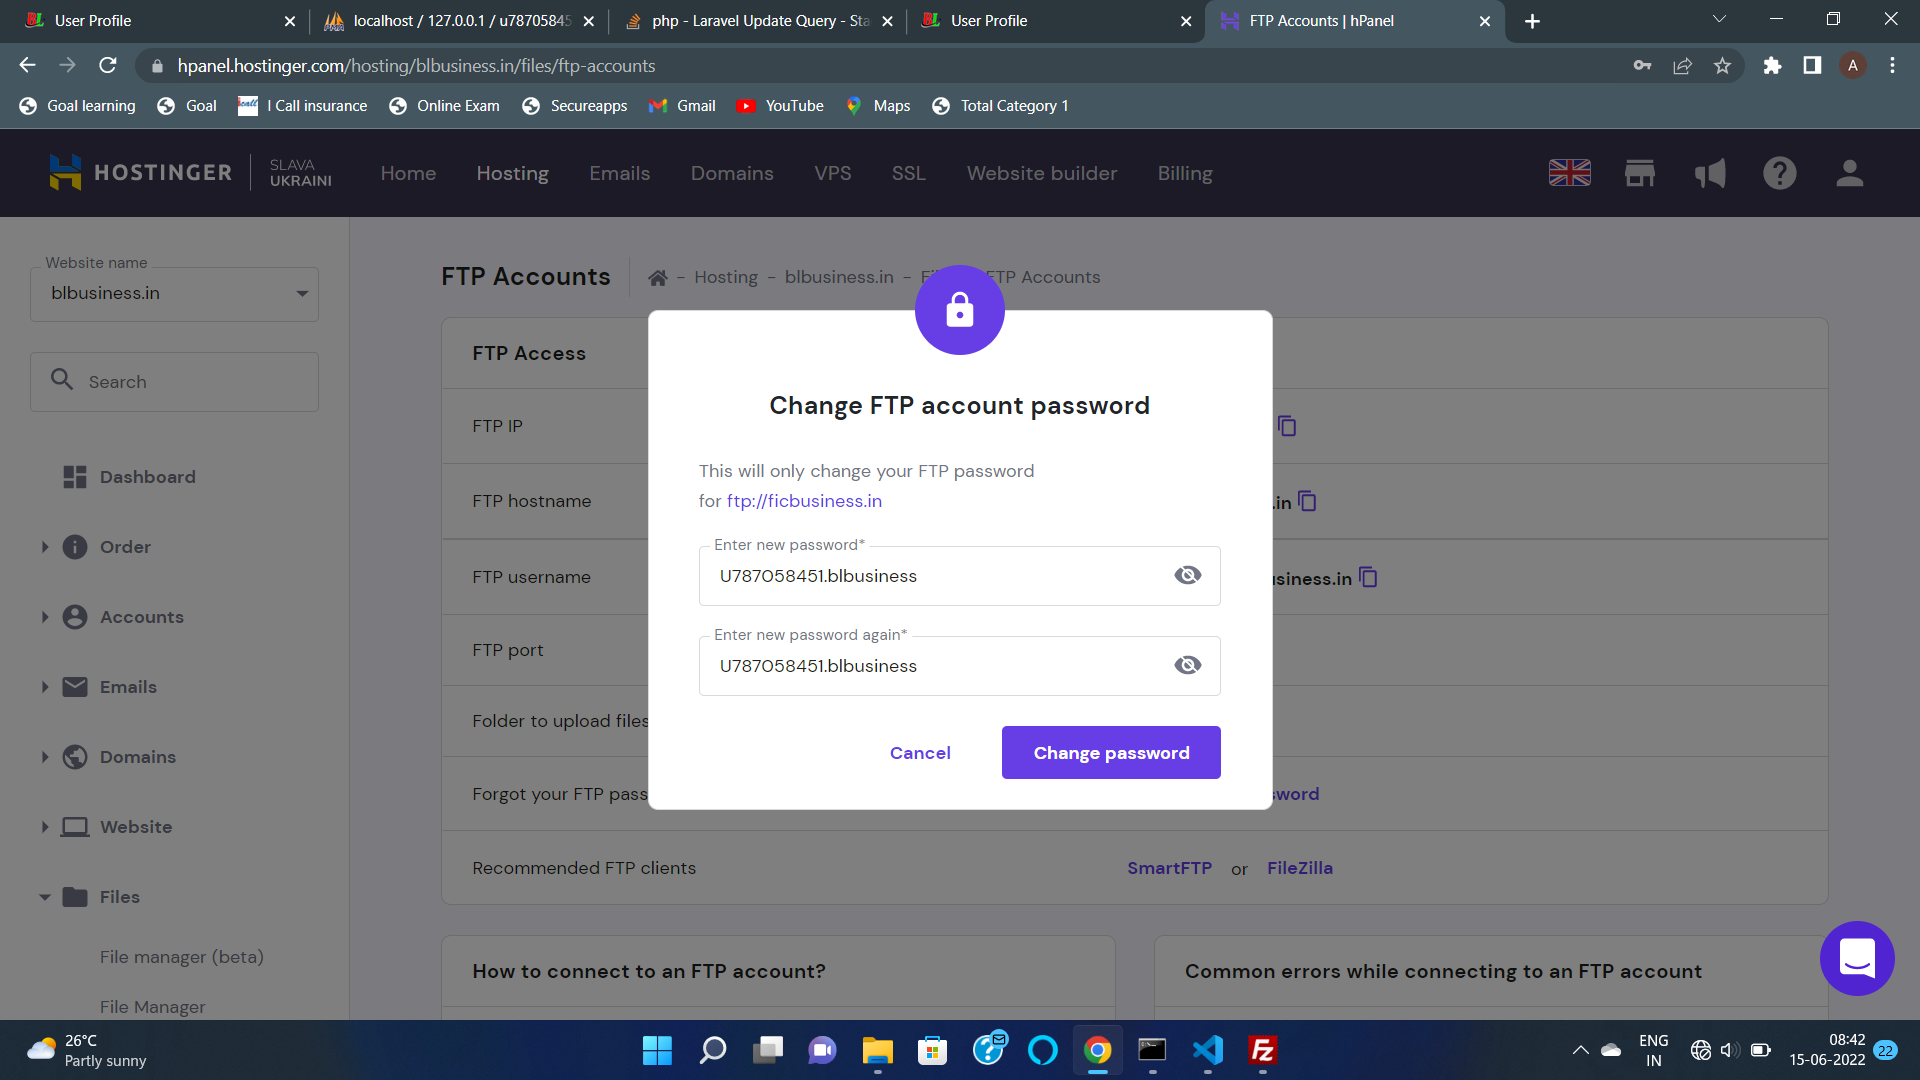 User Profile
localhost / 127.0.0.1 / u78705845
php - Laravel Update Query - Sta
User Profile
FTP Accounts | hPanel
hpanel.hostinger.com/hosting/blbusiness.in/files/ftp-accounts
A
Goal learning
Goal
I Call insurance
Online Exam
Secureapps
Gmail
YouTube
Maps
Total Category 1
HOSTINGER
SLAVA
UKRAINI
Home
Hosting
Emails
Domains
VPS
SSL
Website builder
Billing
Website name
blbusiness.in
Search
Dashboard
Order
Accounts
Emails
Domains
Website
Files
File manager (beta)
File Manager
FTP Accounts
- Hosting - blbusiness.in - Fi FTP Accounts
FTP Access
FTP IP
FTP hostname
.in
FTP username
siness.in
FTP port
Folder to upload files
Forgot your FTP pass
sword
Recommended FTP clients
SmartFTP or FileZilla
Change FTP account password
This will only change your FTP password
for ftp://ficbusiness.in
Enter new password*
U787058451.blbusiness
Enter new password again*
U787058451.blbusiness
Cancel
Change password
How to connect to an FTP account?
Common errors while connecting to an FTP account
26°C
Partly sunny
ENG
IN
08:42
15-06-2022
22